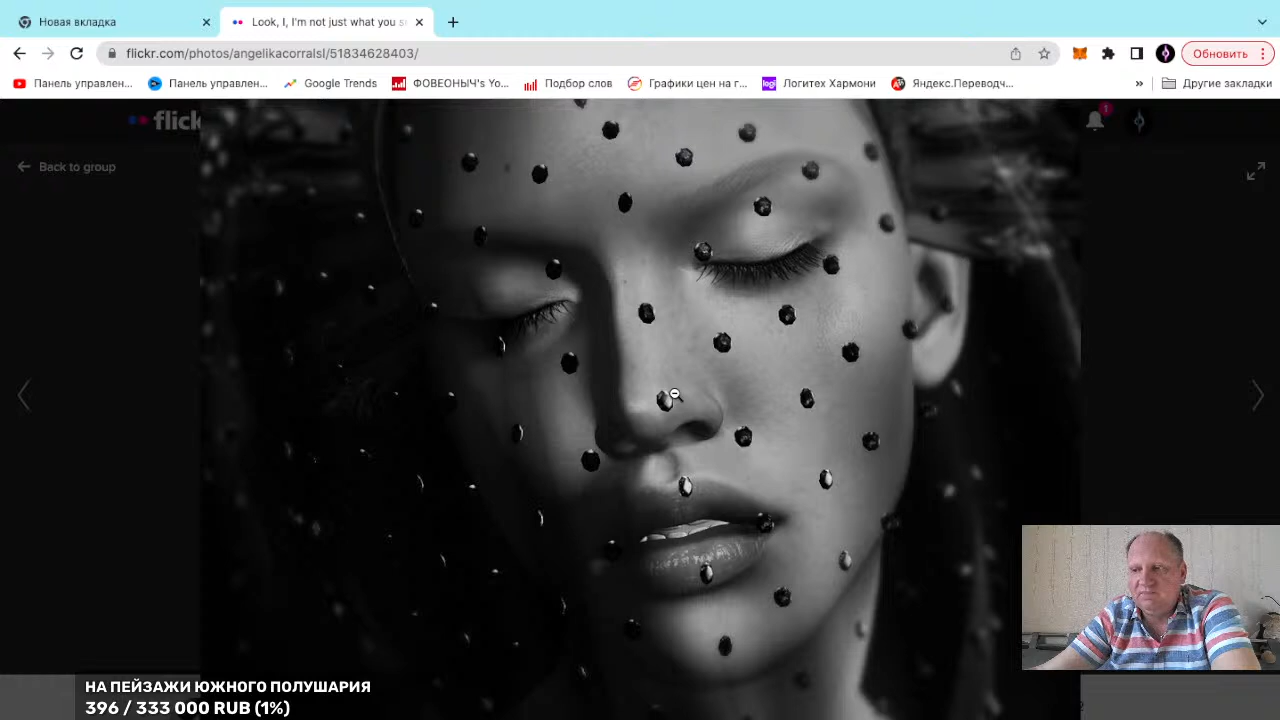 Новая вкладка
Look, I, I'm not just what you s
flickr.com/photos/angelikacorralsl/51834628403/
Обновить
Панель управлен...
Панель управлен...
Google Trends
ФОВЕОНЫЧ's Yo...
Подбор слов
Графики цен на г...
Логитех Хармони
Яндекс.Переводч...
»
Другие закладки
flick
1
Back to group
НА ПЕЙЗАЖИ ЮЖНОГО ПОЛУШАРИЯ
396 / 333 000 RUB (1%)